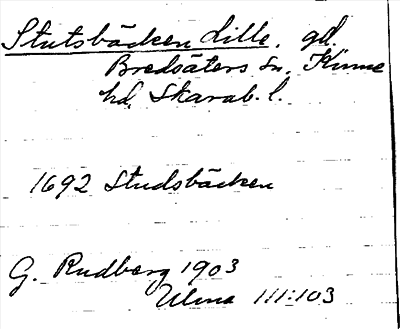 Stutsbäcken Lille, gd.
Bredsäters sn, Kinne
hd, Skarab. l.
1692 Studsbäcken
G. Rudberg 1903
Ulma 111:103